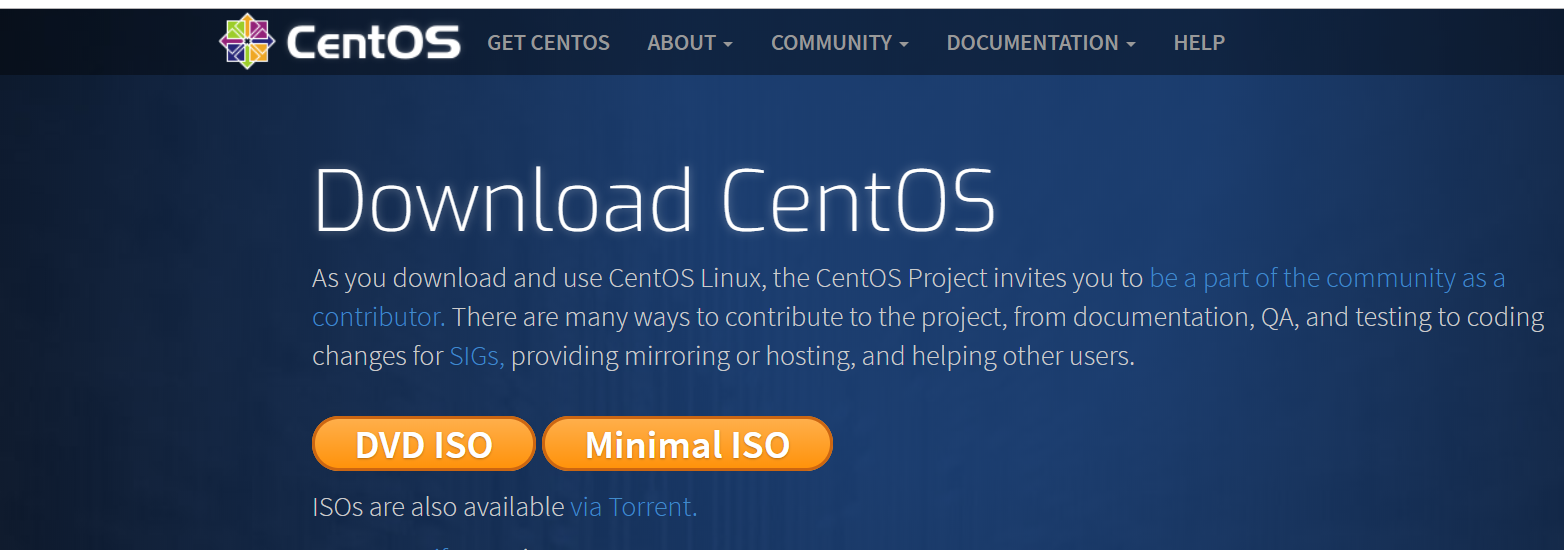 CentOS GET CENTOS ABOUT COMMUNITY DOCUMENTATION HELP
Download CentOS
As you download and use CentOS Linux, the CentOS Project invites you to be a part of the community as a
contributor. There are many ways to contribute to the project, from documentation, QA, and testing to coding
changes for SIGs, providing mirroring or hosting, and helping other users.
DVD ISO Minimal ISO
ISOs are also available via Torrent.